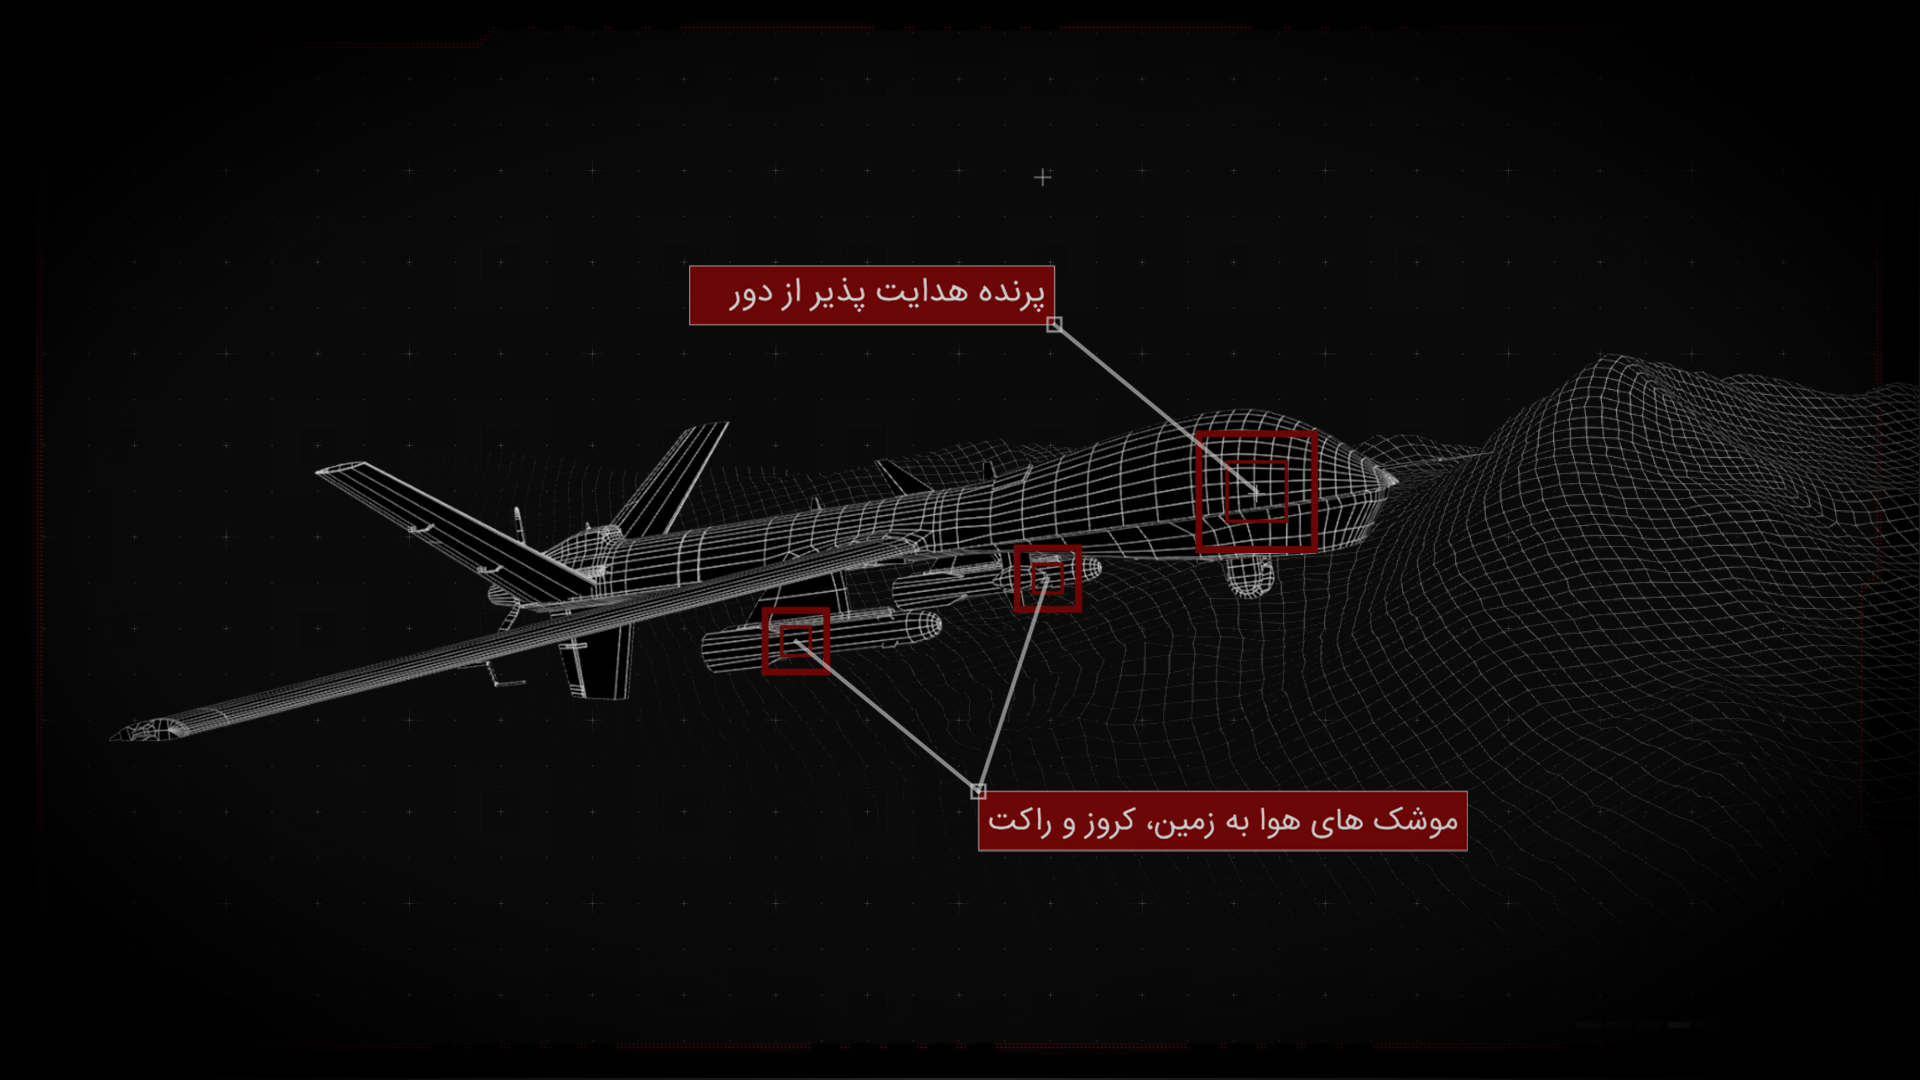 پرنده هدایت پذیر از دور
موشک های هوا به زمین، کروز و راکت